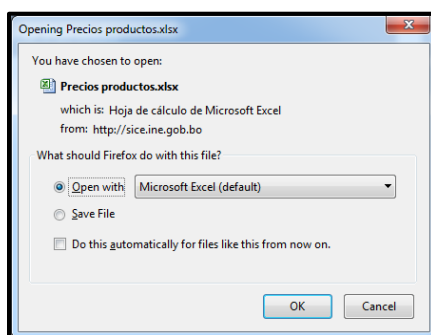 Opening Precios productos.xlsx
You have chosen to open:
Precios productos.xlsx
which is: Hoja de cálculo de Microsoft Excel
from: http://sice.ine.gob.bo
What should Firefox do with this file?
Open with Microsoft Excel (default)
Save File
Do this automatically for files like this from now on.
OK Cancel